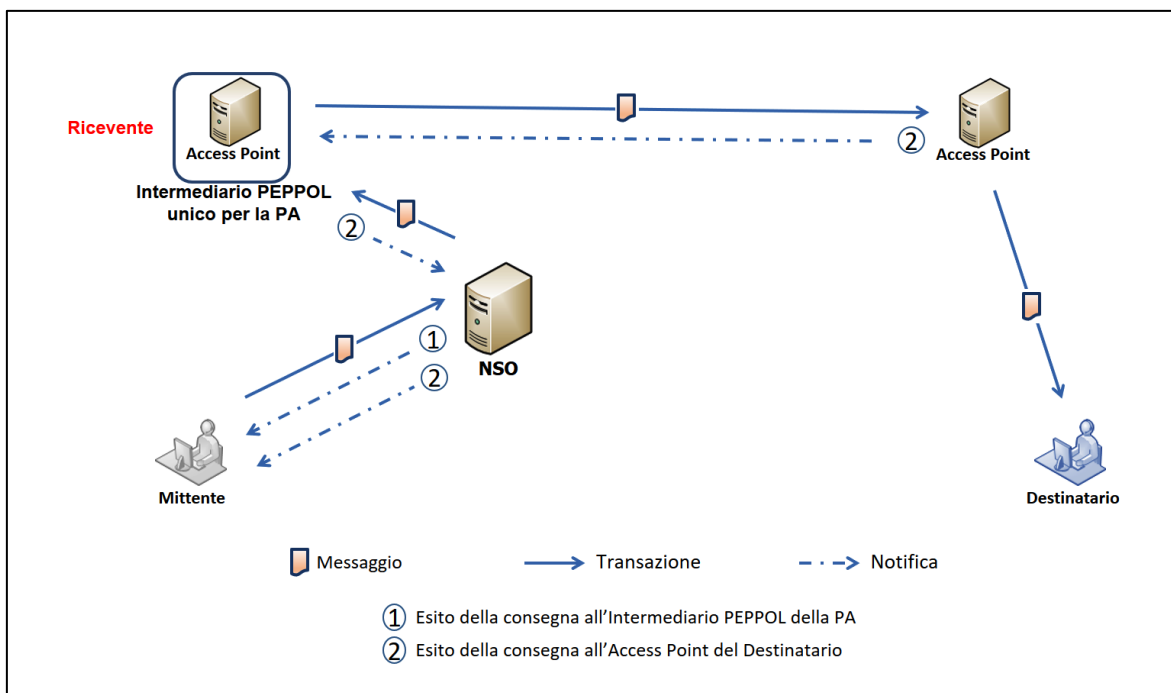 Ricevente
Access Point
Intermediario PEPPOL
unico per la PA
2
Access Point
2
1
2
NSO
Mittente
Destinatario
Messaggio
Transazione
Notifica
1 Esito della consegna all’Intermediario PEPPOL della PA
2 Esito della consegna all’Access Point del Destinatario